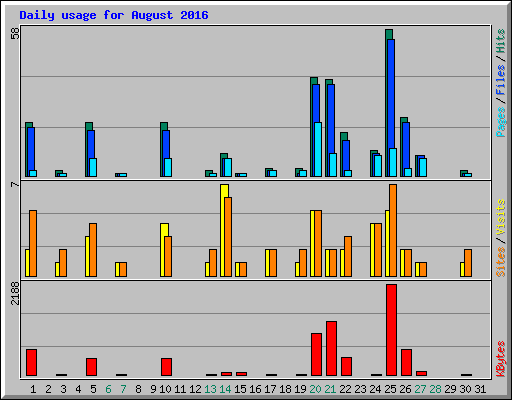 Daily usage for August 2016
58
Pages / Files / Hits
7
Sites / Visits
2188
KBytes
1 2 3 4 5 6 7 8 9 10 11 12 13 14 15 16 17 18 19 20 21 22 23 24 25 26 27 28 29 30 31